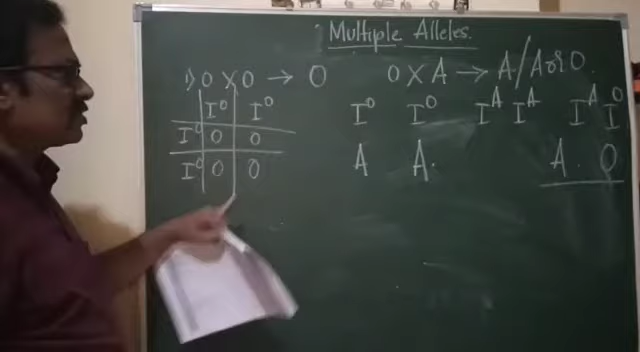 Multiple Alleles.
1) O X O → O
I^O I^O
I^O O O
I^O O O
O X A → A/A or O.
I^O I^O I^A I^A I^A I^O
A A. A. O